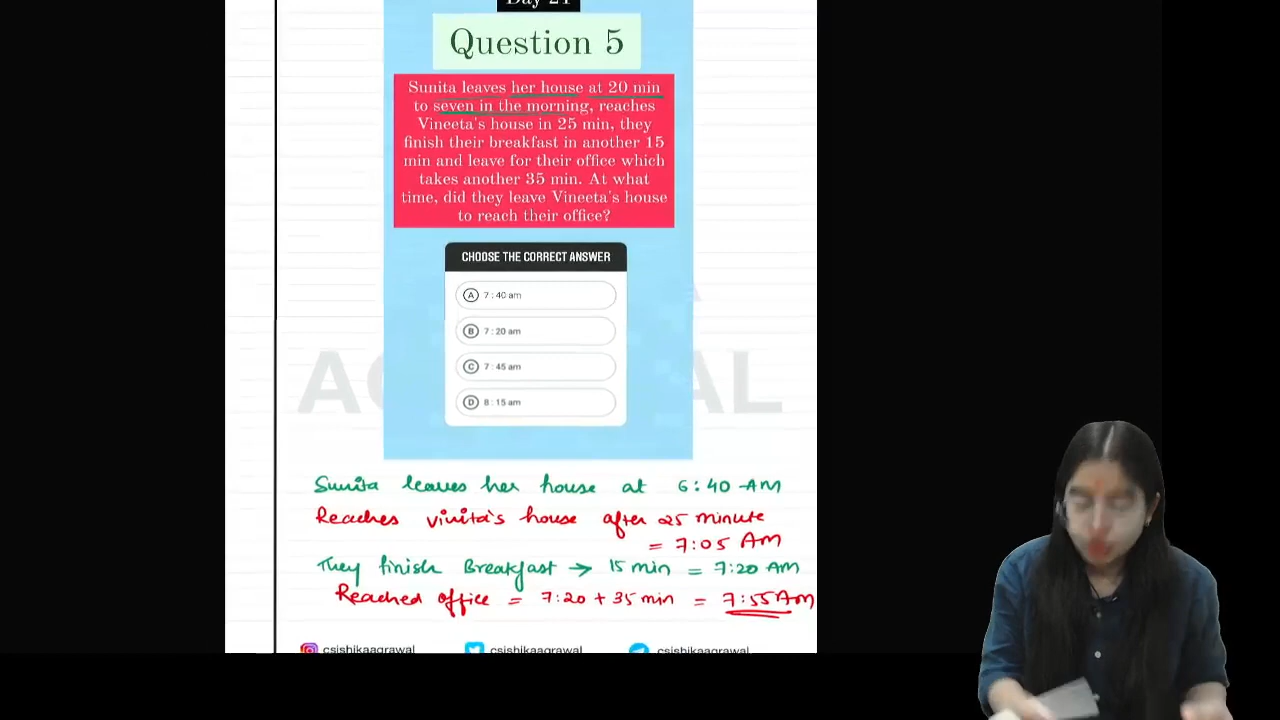 Day 21
Question 5
Sunita leaves her house at 20 min
to seven in the morning, reaches
Vineeta's house in 25 min, they
finish their breakfast in another 15
min and leave for their office which
takes another 35 min. At what
time, did they leave Vineeta's house
to reach their office?
CHOOSE THE CORRECT ANSWER
A 7 : 40 am
B 7 : 20 am
C 7 : 45 am
D 8 : 15 am
Sunita leaves her house at 6:40 AM
Reaches vinita's house after 25 minute
= 7:05 AM
They finish Breakfast → 15 min = 7:20 AM
Reached office = 7:20 + 35 min = 7:55 Am
csishikaagrawal csishikaagrawal csishikaagrawal